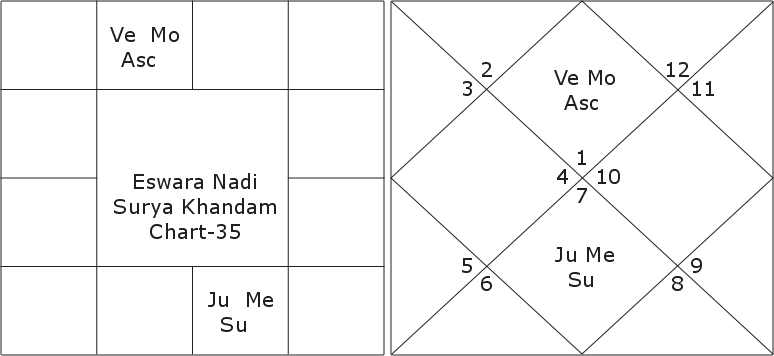 Ve Mo
Asc
Eswara Nadi
Surya Khandam
Chart-35
Ju Me
Su
2
12
3
Ve Mo
Asc
11
1
4
10
7
5
Ju Me
Su
9
6
8